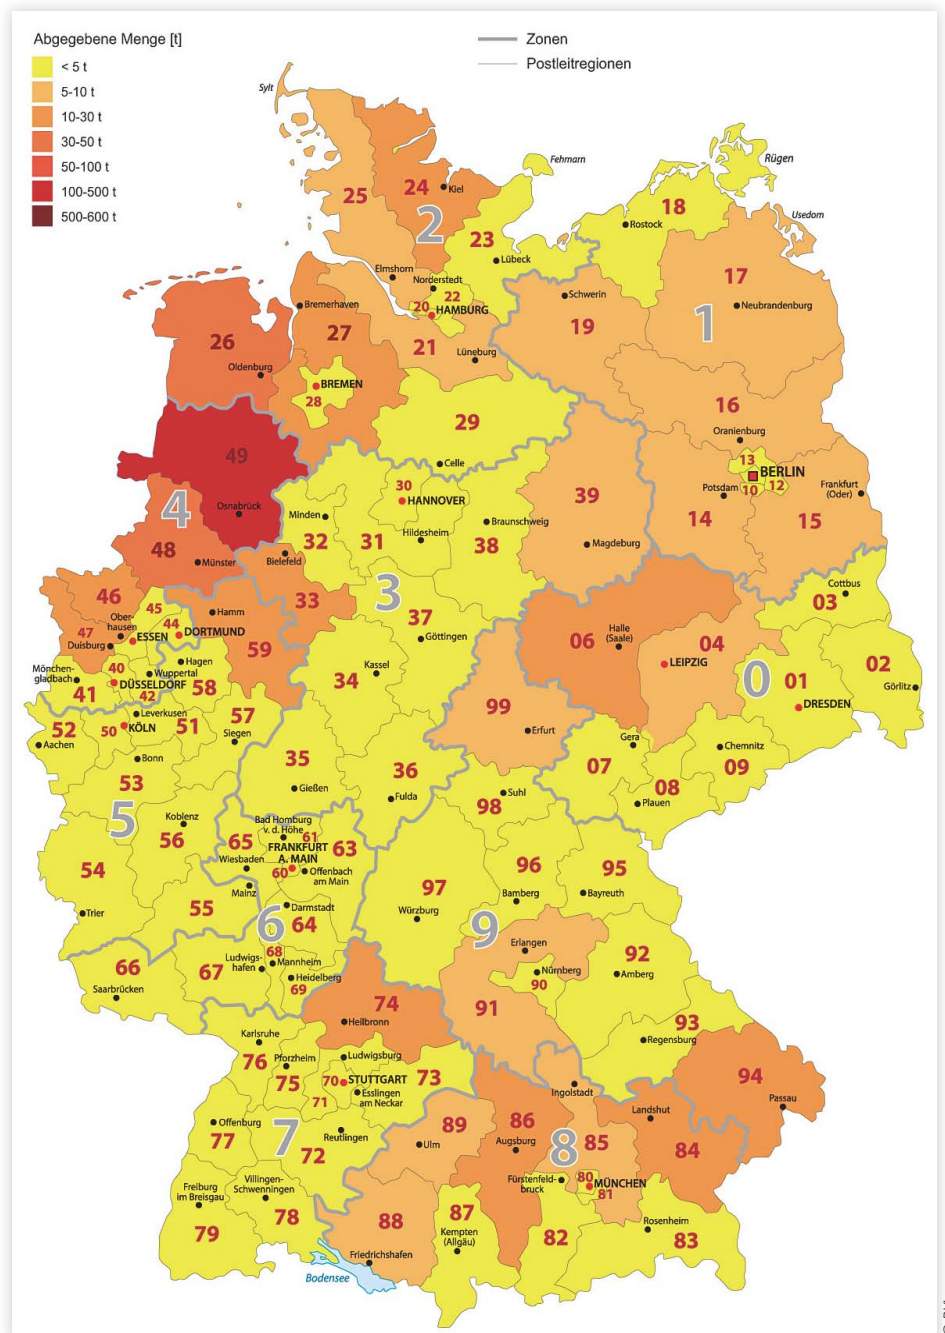 Abgegebene Menge [t]
< 5 t
5-10 t
10-30 t
30-50 t
50-100 t
100-500 t
500-600 t
Zonen
Postleitregionen
Sylt
Fehmarn
Rügen
25
24
Kiel
2
18
Rostock
Usedom
23
Lübeck
Elmshorn
Norderstedt
22
20
HAMBURG
17
Schwerin
1
Neubrandenburg
Bremerhaven
19
26
27
21
Lüneburg
Oldenburg
BREMEN
28
16
29
Oranienburg
Celle
49
13
BERLIN
30
HANNOVER
39
Potsdam
10
12
Frankfurt
(Oder)
4
Osnabrück
Minden
Braunschweig
14
15
32
31
Hildesheim
38
Magdeburg
48
Münster
Bielefeld
Cottbus
3
46
45
33
03
Ober-
hausen
44
Hamm
37
Göttingen
47
Duisburg
ESSEN
DORTMUND
59
06
Halle
(Saale)
04
LEIPZIG
02
Mönchen-
gladbach
40
Hagen
Wuppertal
Kassel
0
01
Görlitz
41
DÜSSELDORF
42
58
34
DRESDEN
52
Leverkusen
57
99
50
KÖLN
51
Siegen
Erfurt
Gera
Aachen
Bonn
35
Chemnitz
07
09
53
36
Gießen
Fulda
Suhl
98
08
Plauen
5
Koblenz
Bad Homburg
v. d. Höhe
61
56
65
FRANKFURT
A. MAIN
63
Wiesbaden
60
Offenbach
am Main
54
96
95
Mainz
97
Bamberg
Bayreuth
Trier
55
Darmstadt
Würzburg
6
64
9
Erlangen
66
67
Ludwigs-
hafen
68
Mannheim
92
Saarbrücken
Heidelberg
69
Nürnberg
90
Amberg
74
91
93
Heilbronn
Karlsruhe
Regensburg
76
Pforzheim
Ludwigsburg
75
70
STUTTGART
73
94
71
Esslingen
am Neckar
Ingolstadt
Passau
Offenburg
89
86
Landshut
77
7
Reutlingen
72
Ulm
Augsburg
8
85
84
Freiburg
im Breisgau
Villingen-
Schwenningen
Fürstenfeld-
bruck
80
MÜNCHEN
81
79
78
88
87
Kempten
(Allgäu)
82
Rosenheim
83
Friedrichshafen
Bodensee